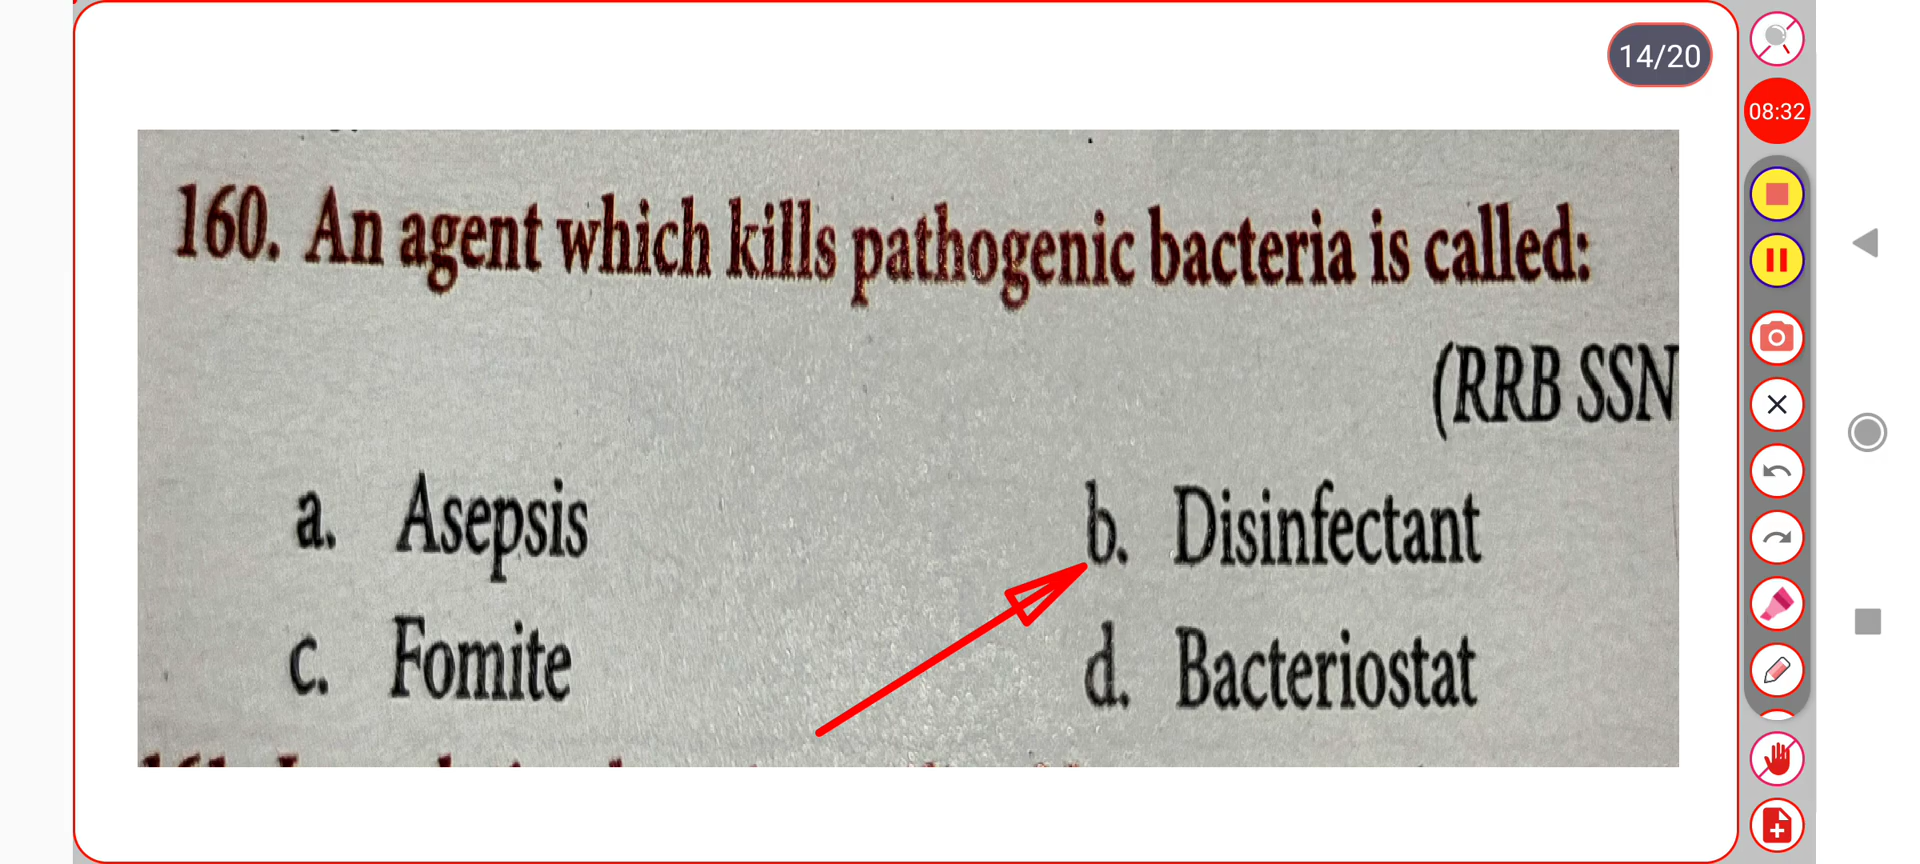 14/20
08:32
160. An agent which kills pathogenic bacteria is called:
(RRB SSN
a. Asepsis
b. Disinfectant
c. Fomite
d. Bacteriostat